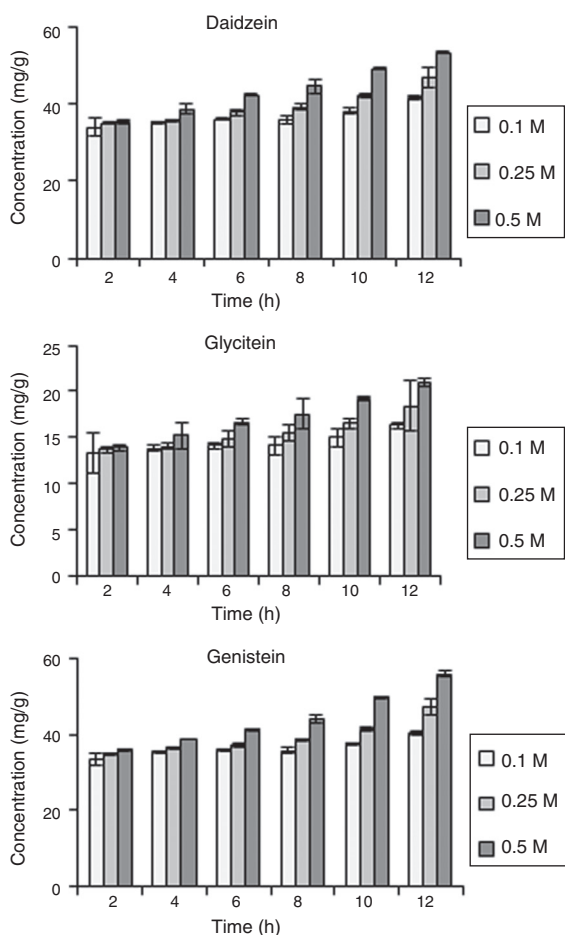 Daidzein
Concentration (mg/g)
60
40
20
0
2 4 6 8 10 12
Time (h)
0.1 M
0.25 M
0.5 M
Glycitein
Concentration (mg/g)
25
20
15
10
5
0
2 4 6 8 10 12
Time (h)
0.1 M
0.25 M
0.5 M
Genistein
Concentration (mg/g)
60
40
20
0
2 4 6 8 10 12
Time (h)
0.1 M
0.25 M
0.5 M